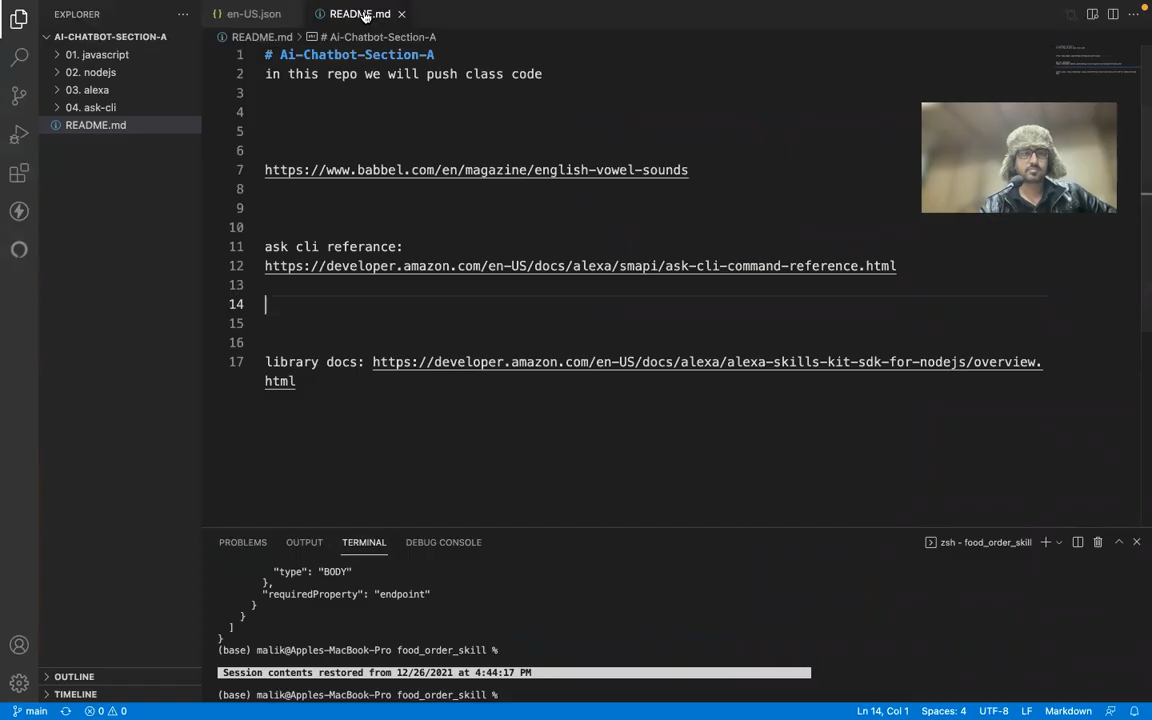 EXPLORER
AI-CHATBOT-SECTION-A
01. javascript
02. nodejs
03. alexa
04. ask-cli
README.md
OUTLINE
TIMELINE
en-US.json
README.md
README.md > # Ai-Chatbot-Section-A
1 # Ai-Chatbot-Section-A
2 in this repo we will push class code
3
4
5
6
7 https://www.babbel.com/en/magazine/english-vowel-sounds
8
9
10
11 ask cli referance:
12 https://developer.amazon.com/en-US/docs/alexa/smapi/ask-cli-command-reference.html
13
14
15
16
17 library docs: https://developer.amazon.com/en-US/docs/alexa/alexa-skills-kit-sdk-for-nodejs/overview.
html
PROBLEMS OUTPUT TERMINAL DEBUG CONSOLE
zsh - food_order_skill
"type": "BODY"
},
"requiredProperty": "endpoint"
}
}
]
}
(base) malik@Apples-MacBook-Pro food_order_skill %
Session contents restored from 12/26/2021 at 4:44:17 PM
(base) malik@Apples-MacBook-Pro food_order_skill %
main 0 0 Ln 14, Col 1 Spaces: 4 UTF-8 LF Markdown